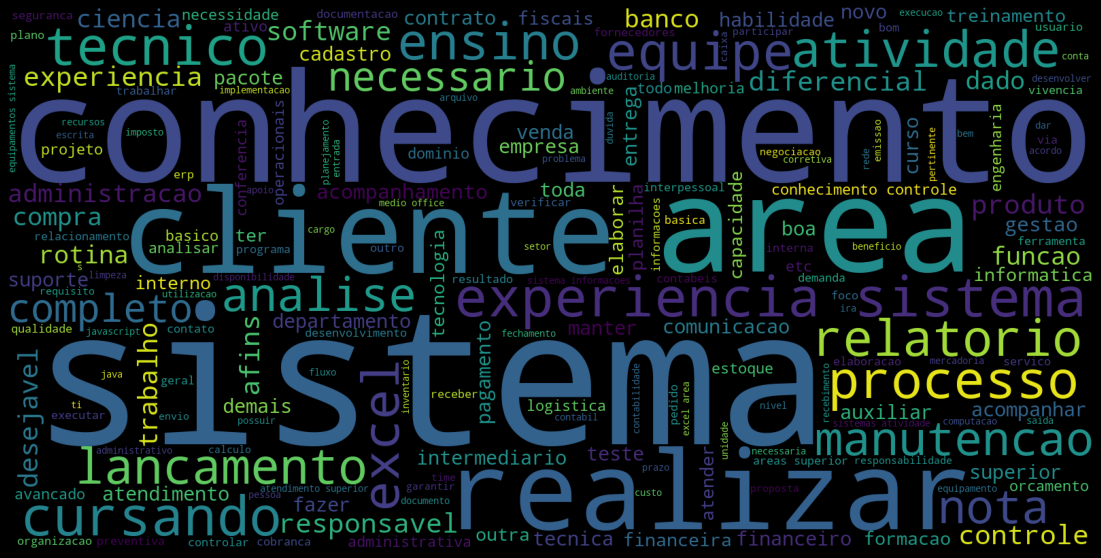 seguranca
ciencia
necessidade
documentacao
contrato
fiscais
banco
habilidade
novo
execucao
usuario
plano
tecnico
ativo
software
ensino
fornecedores
equipe
caixa
participar
bom
treinamento
atividade
conta
cadastro
experiencia
pacote
necessario
auditoria
todo
melhoria
diferencial
dado
desenvolver
vivencia
equipamentos sistema
trabalhar
implementacao
arquivo
ambiente
conhecimento
recursos
escrita
imposto
projeto
erp
conferencia
operacionais
planejamento
entrada
venda
empresa
dominio
problema
duvida
entrega
negociacao
corretiva
rede
emissao
pertinente
curso
bem
engenharia
dar
via
acordo
administracao
apoio
acompanhamento
toda
interpessoal
conhecimento controle
produto
compra
cliente
medio office
verificar
elaborar
informacoes
planilha
basica
capacidade
area
boa
gestao
relacionamento
basico
ter
cargo
rotina
analisar
programa
outro
setor
interna
beneficio
ferramenta
funcao
suporte
s
limpeza
interno
disponibilidade
tecnologia
resultado
sistema informacoes
contabeis
etc
demanda
informatica
requisito
utilizacao
completo
analise
experiencia sistema
foco
ira
qualidade
javascript
contato
departamento
desenvolvimento
fechamento
manter
comunicacao
relatorio
desejavel
java
trabalho
geral
afins
fluxo
excel
inventario
receber
pagamento
sistema
estoque
elaboracao
mercadoria
servico
processo
ti
executar
envio
demais
possuir
logistica
contabil
contabilidade
pedido
excel area
nivel
recebimento
auxiliar
acompanhar
sistemas atividade
computacao
saida
lancamento
administrativo
calculo
intermediario
teste
unidade
necessaria
manutencao
avancado
atendimento
atendimento superior
time
garantir
prazo
atender
areas superior
responsabilidade
superior
cursando
pessoa
fazer
documento
custo
realizar
proposta
equipamento
orcamento
nota
responsavel
organizacao
preventiva
controlar
cobranca
administrativa
outra
tecnica
financeira
financeiro
formacao
controle